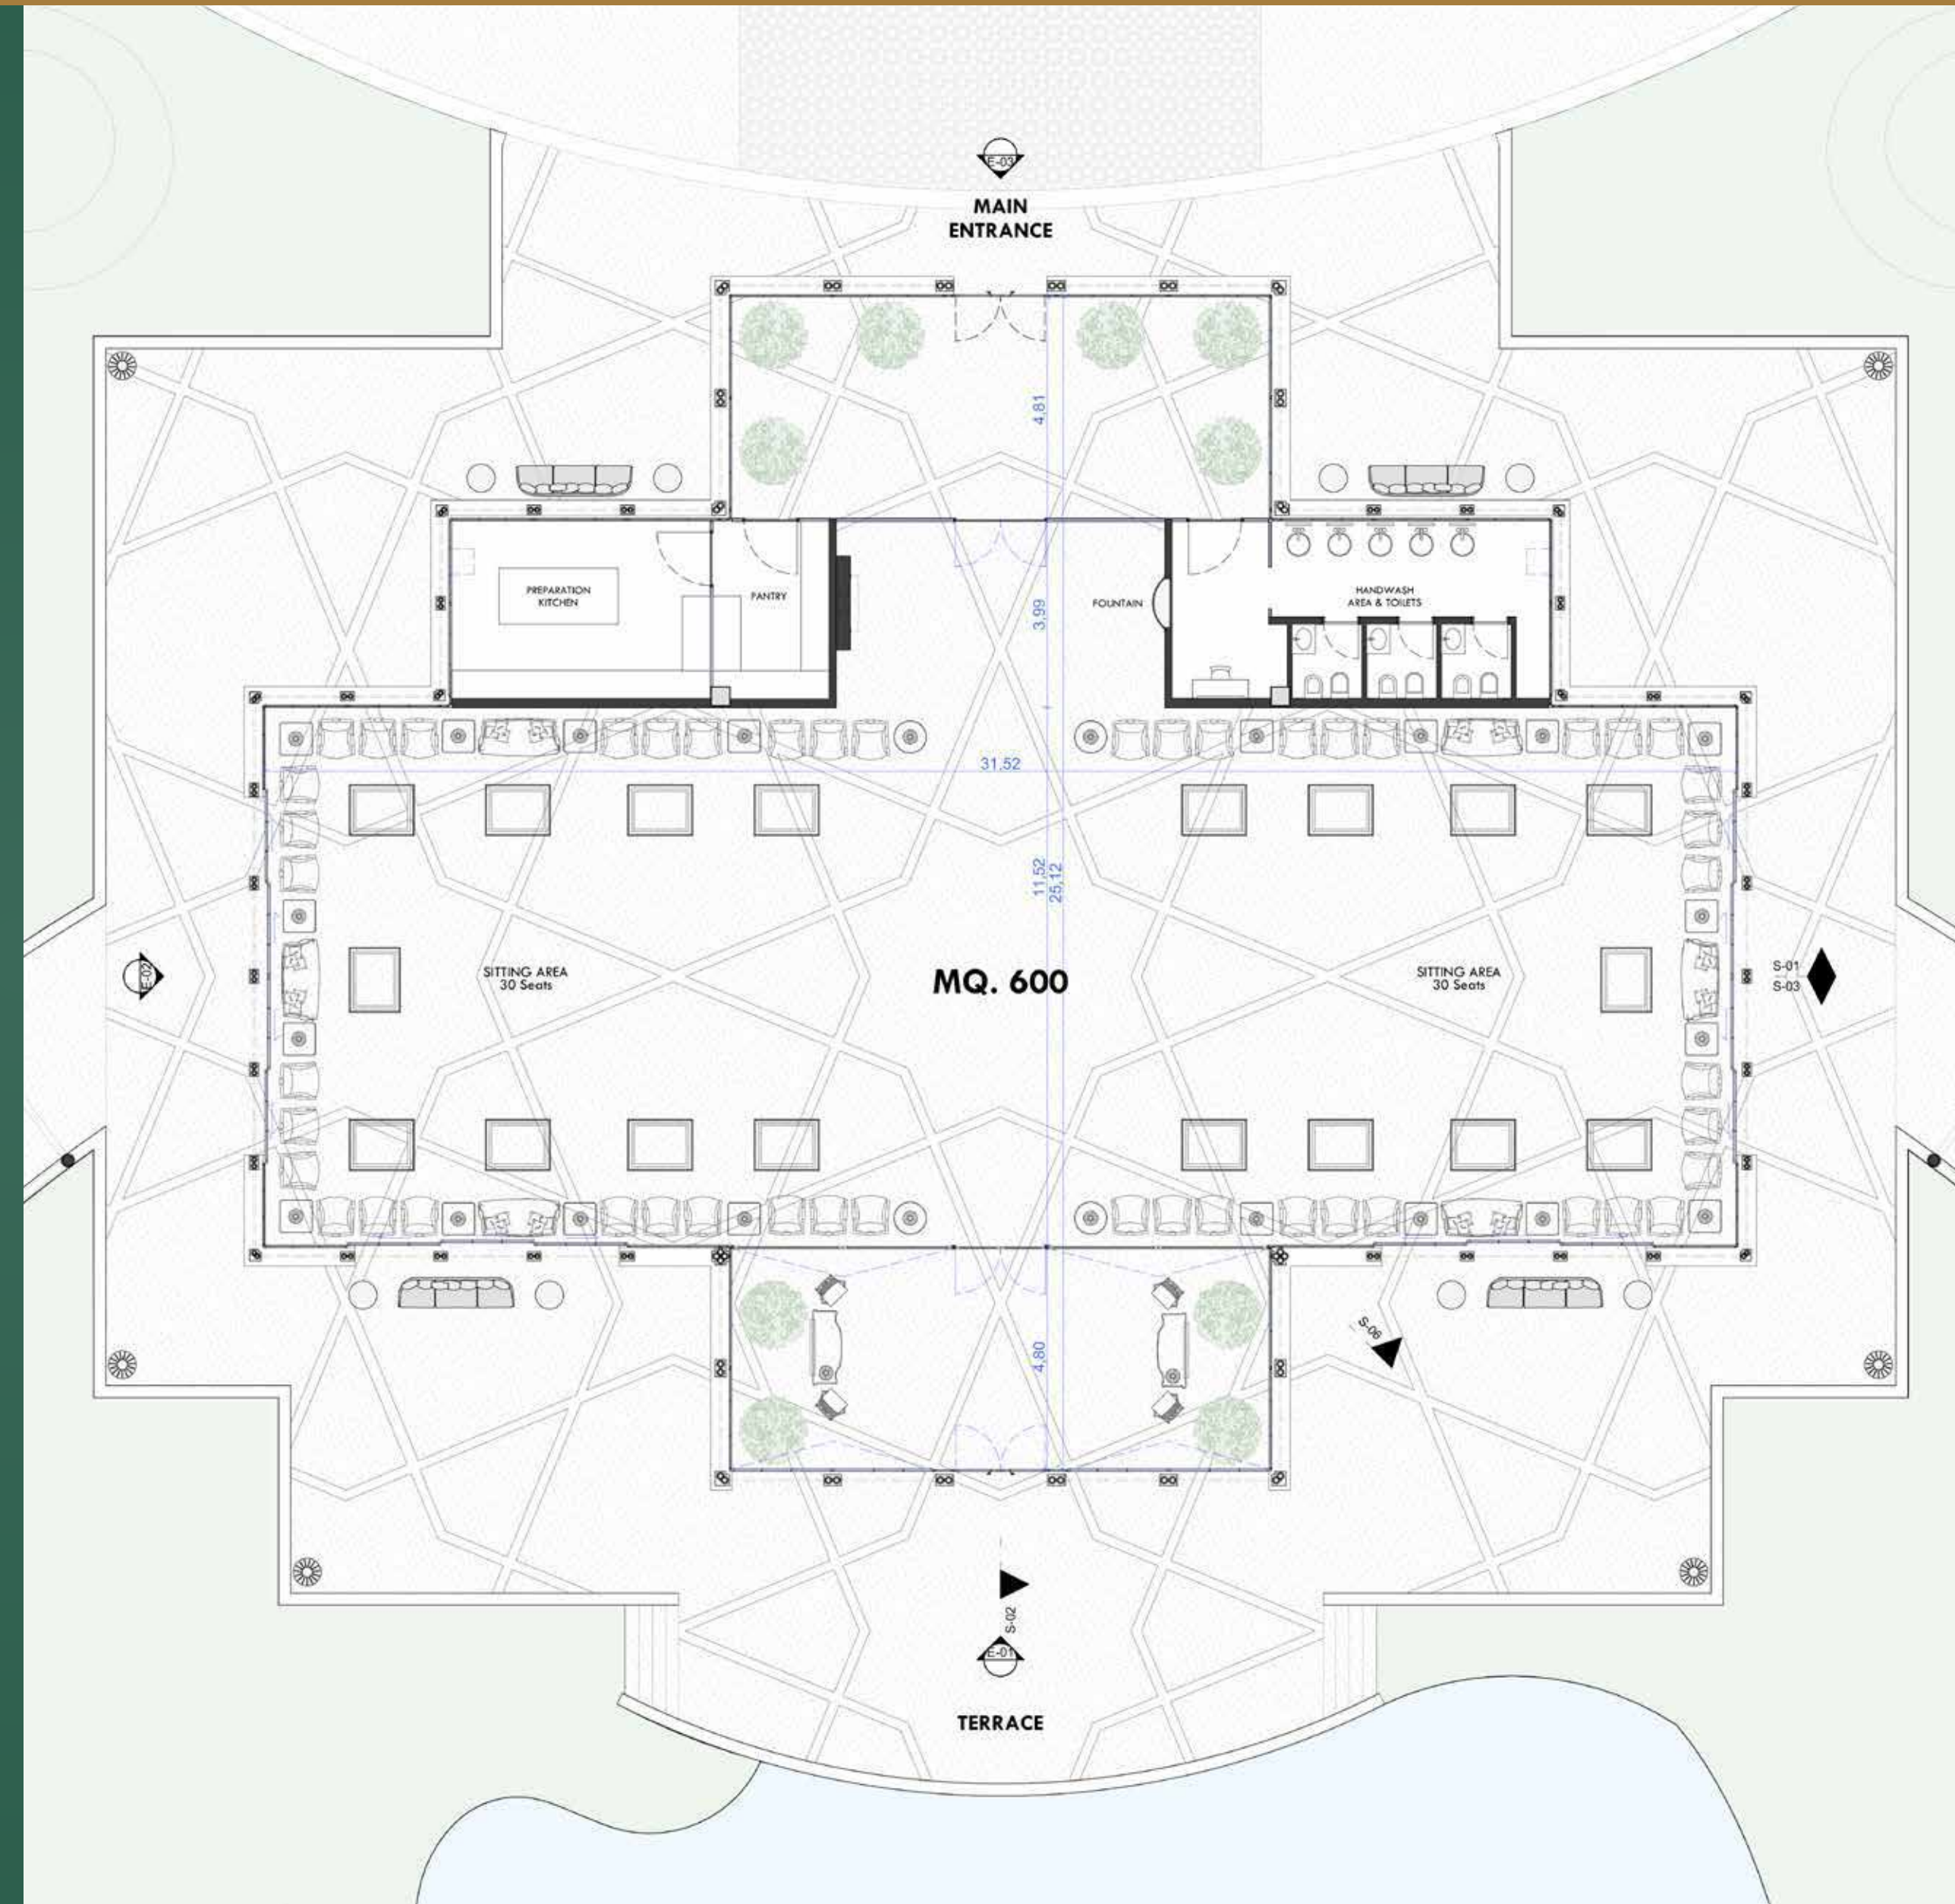 E-03
MAIN
ENTRANCE
4,81
PREPARATION
KITCHEN
PANTRY
3,99
FOUNTAIN
HANDWASH
AREA & TOILETS
31,52
11,52
25,12
E-02
SITTING AREA
30 Seats
MQ. 600
SITTING AREA
30 Seats
S-01
S-03
S-06
4,80
S-02
E-01
TERRACE